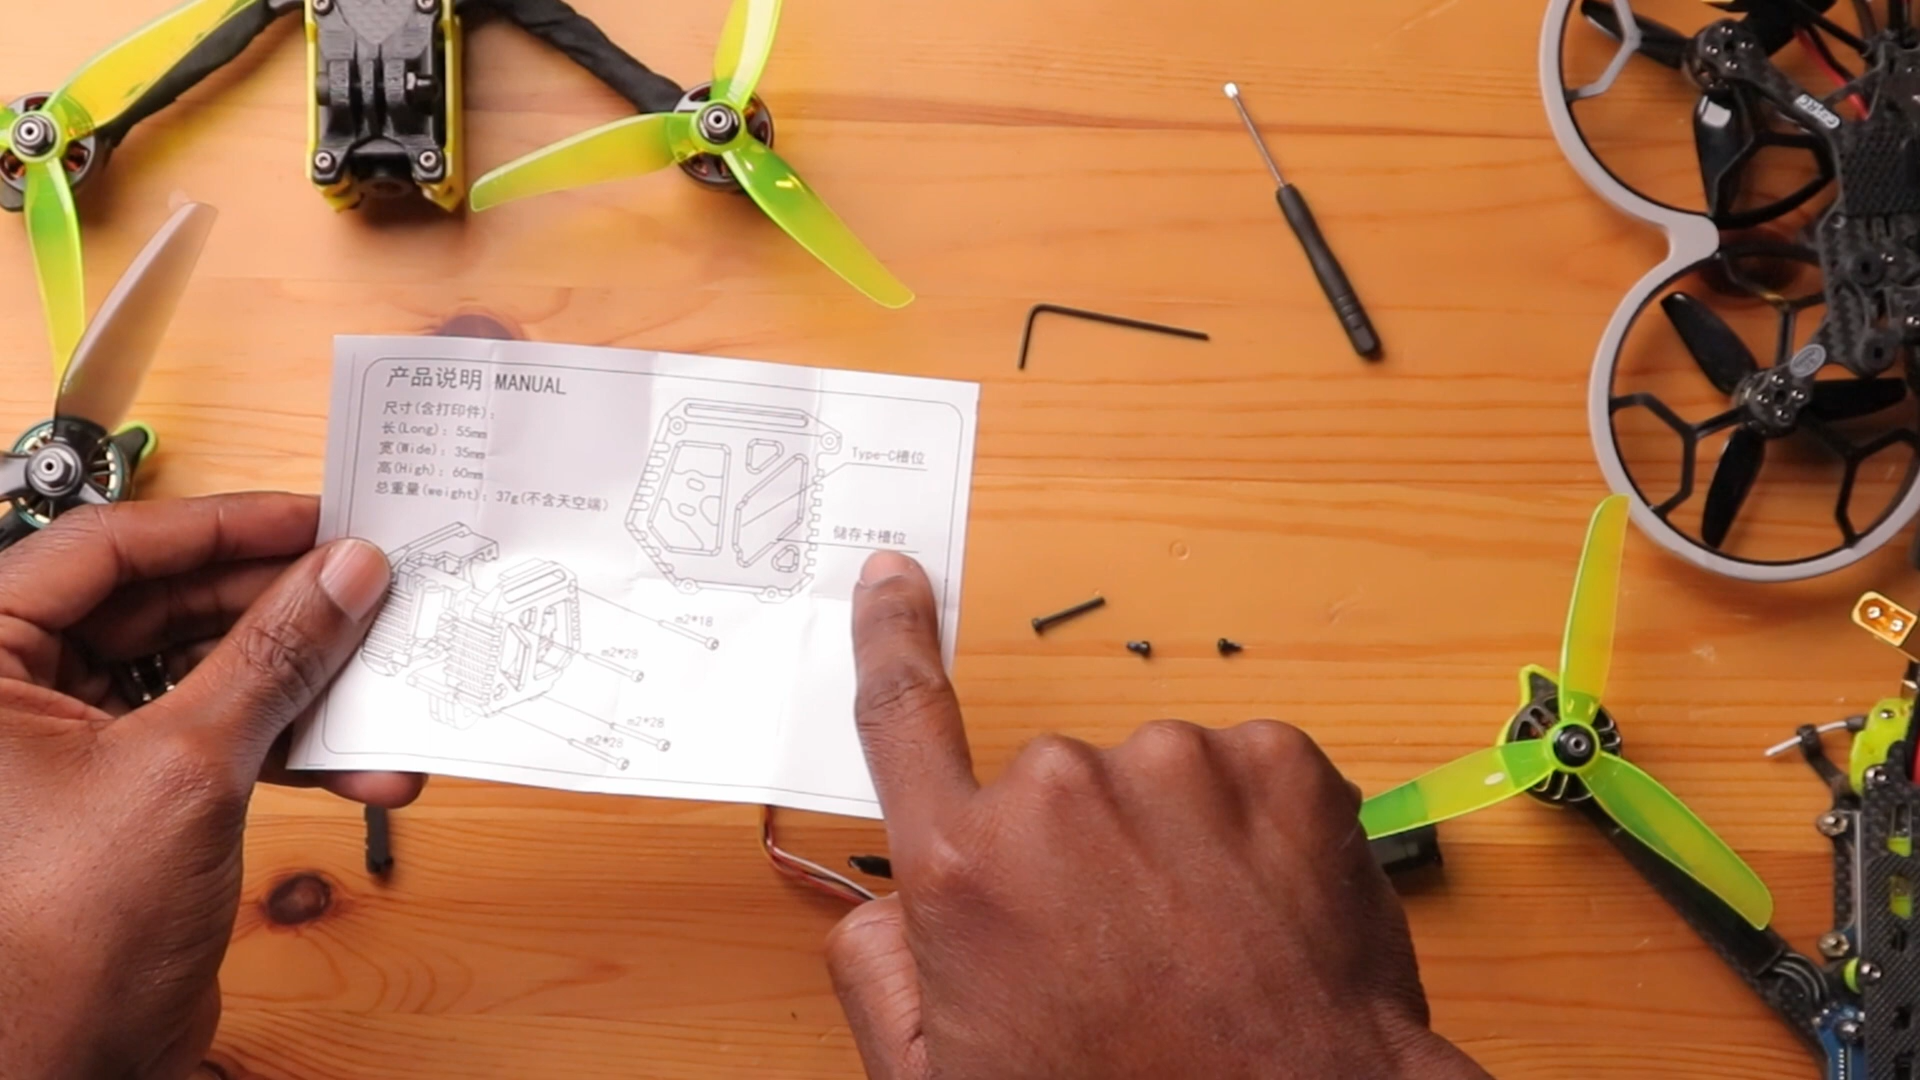 产品说明 MANUAL
尺寸(含打印件):
长(Long): 55mm
宽(Wide): 35mm
高(High): 60mm
总重量(weight): 37g(不含天空端)
Type-C槽位
储存卡槽位
m2*18
m2*28
m2*28
m2*28